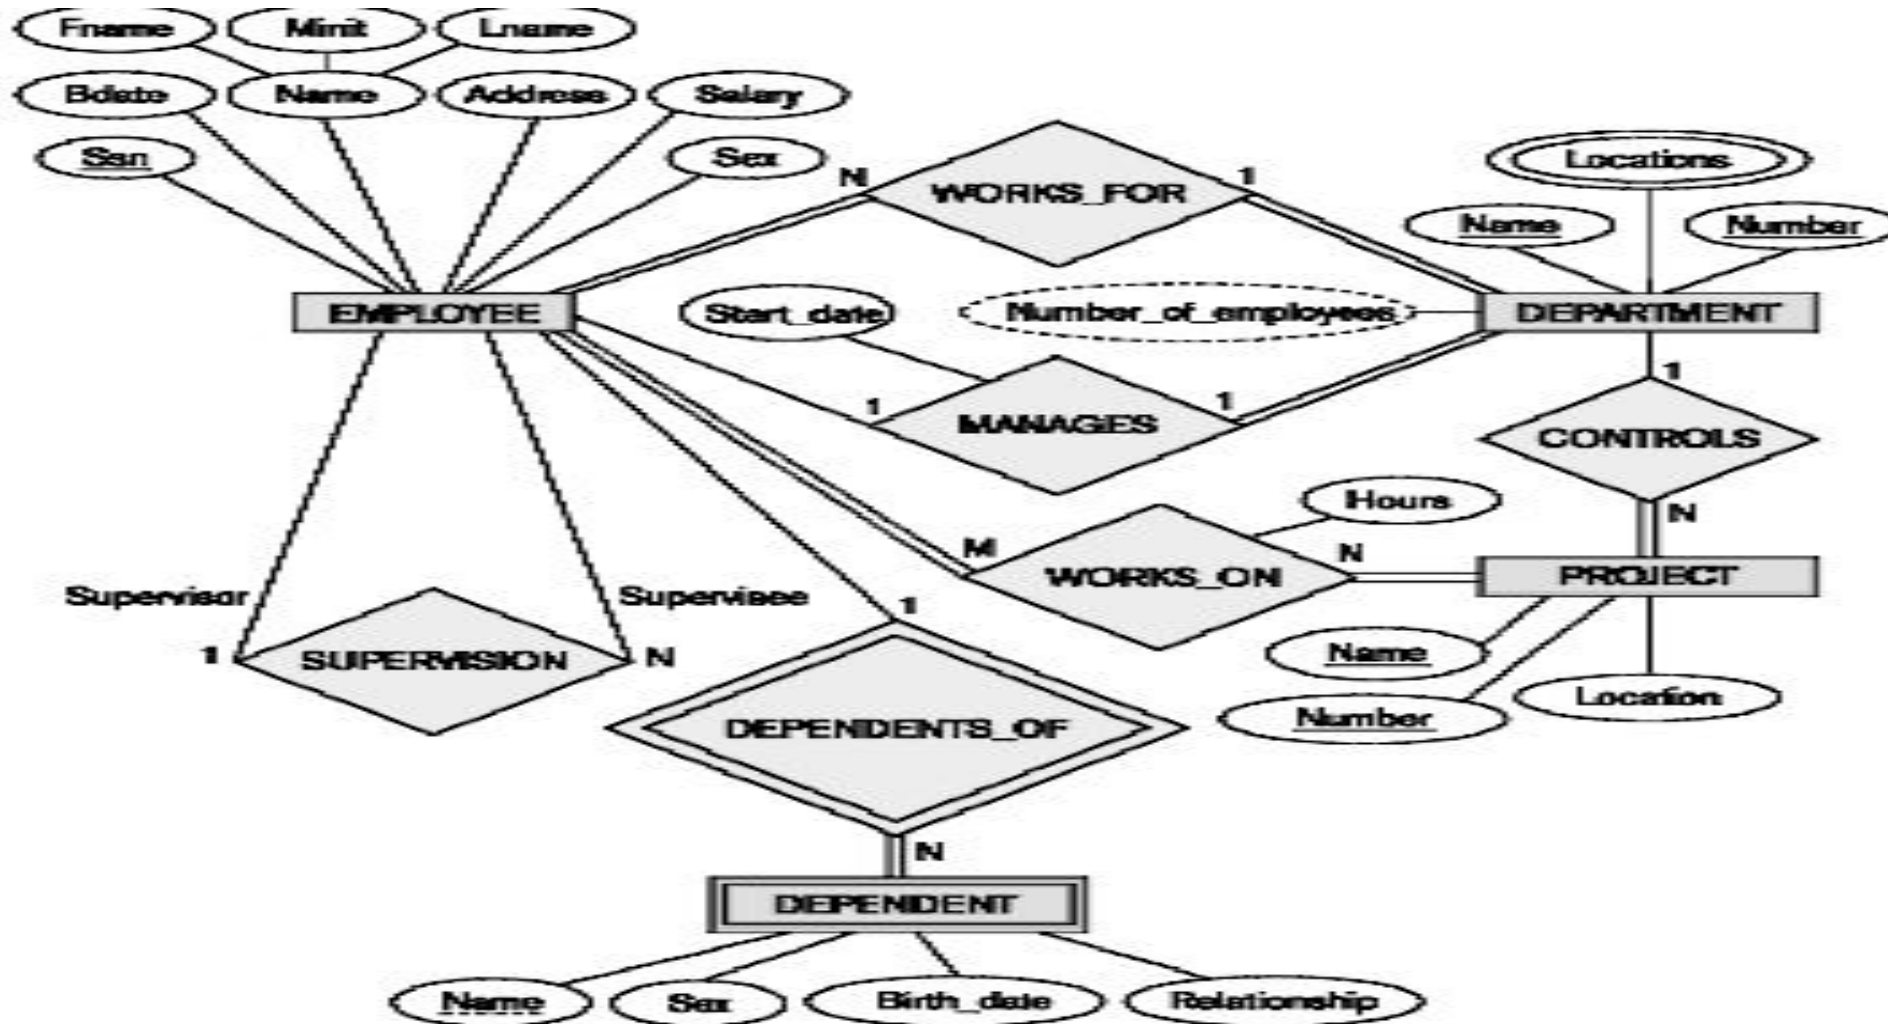 Fname Minit Lname
Bdate Name Address Salary
Ssn Sex
N WORKS_FOR 1
Locations
Name Number
EMPLOYEE
Start_date
Number_of_employees
DEPARTMENT
1 MANAGES 1
1
CONTROLS
N
Hours
M WORKS_ON N
PROJECT
Supervisor Supervisee
1 SUPERVISION N
1
Name
Number
Location
DEPENDENTS_OF
N
DEPENDENT
Name Sex Birth_date Relationship